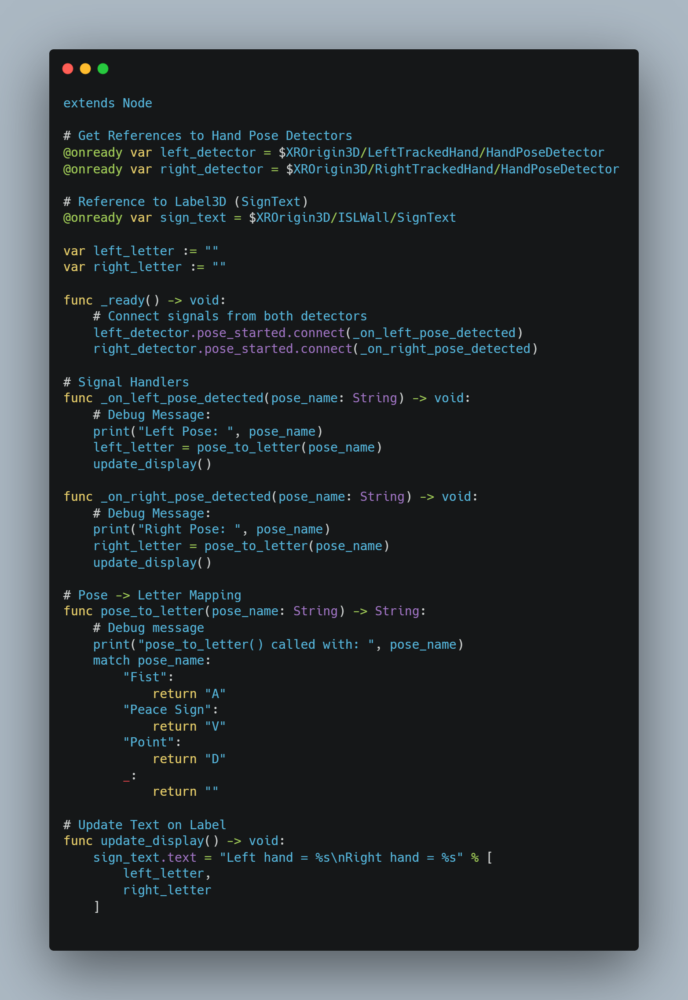 extends Node

# Get References to Hand Pose Detectors
@onready var left_detector = $XROrigin3D/LeftTrackedHand/HandPoseDetector
@onready var right_detector = $XROrigin3D/RightTrackedHand/HandPoseDetector

# Reference to Label3D (SignText)
@onready var sign_text = $XROrigin3D/ISLWall/SignText

var left_letter := ""
var right_letter := ""

func _ready() -> void:
    # Connect signals from both detectors
    left_detector.pose_started.connect(_on_left_pose_detected)
    right_detector.pose_started.connect(_on_right_pose_detected)

# Signal Handlers
func _on_left_pose_detected(pose_name: String) -> void:
    # Debug Message:
    print("Left Pose: ", pose_name)
    left_letter = pose_to_letter(pose_name)
    update_display()

func _on_right_pose_detected(pose_name: String) -> void:
    # Debug Message:
    print("Right Pose: ", pose_name)
    right_letter = pose_to_letter(pose_name)
    update_display()

# Pose -> Letter Mapping
func pose_to_letter(pose_name: String) -> String:
    # Debug message
    print("pose_to_letter() called with: ", pose_name)
    match pose_name:
        "Fist":
            return "A"
        "Peace Sign":
            return "V"
        "Point":
            return "D"
        _:
            return ""

# Update Text on Label
func update_display() -> void:
    sign_text.text = "Left hand = %s\nRight hand = %s" % [
        left_letter,
        right_letter
    ]